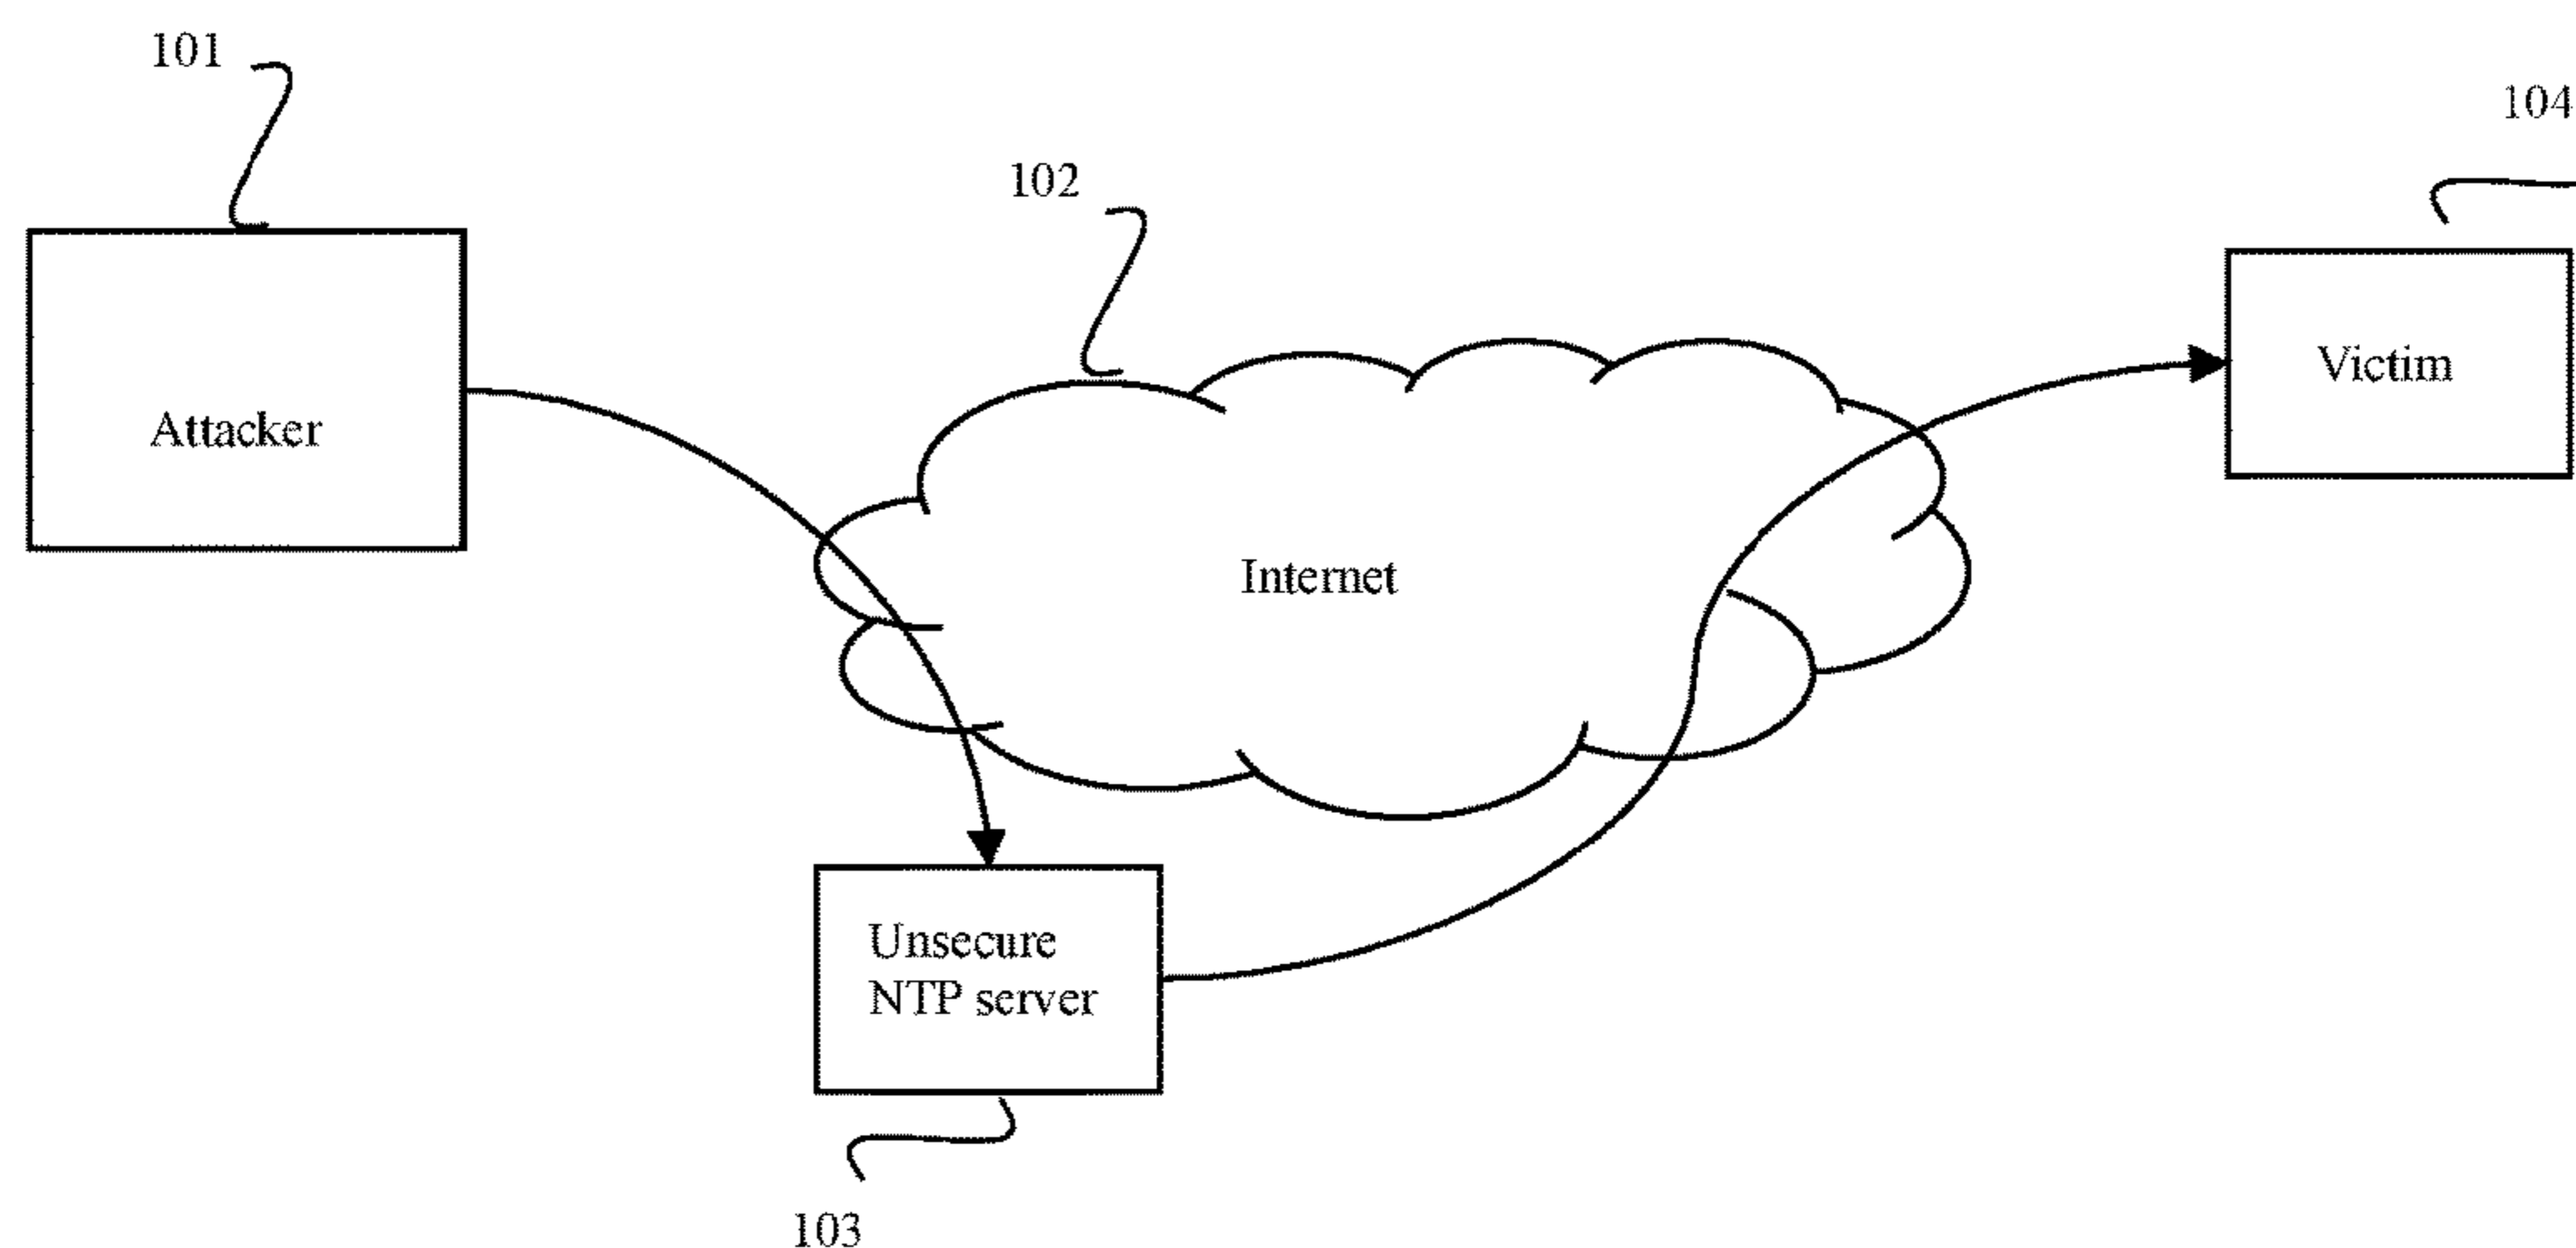 101
104
102
Attacker
Victim
Internet
Unsecure
NTP server
103